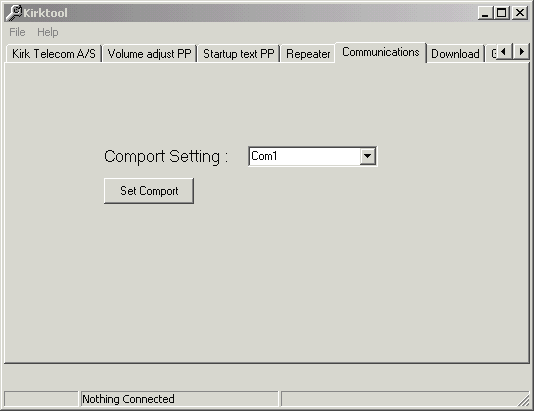 Kirktool
File Help
Kirk Telecom A/S Volume adjust PP Startup text PP Repeater Communications Download
Comport Setting : Com1
Set Comport
Nothing Connected